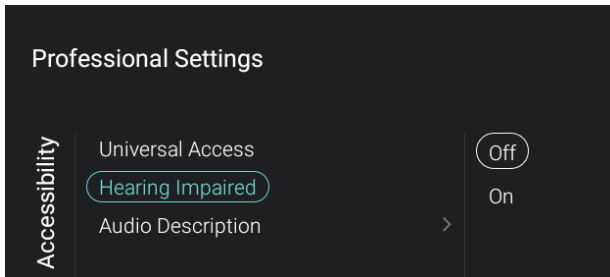 Professional Settings
Accessibility
Universal Access
Off
Hearing Impaired
On
Audio Description